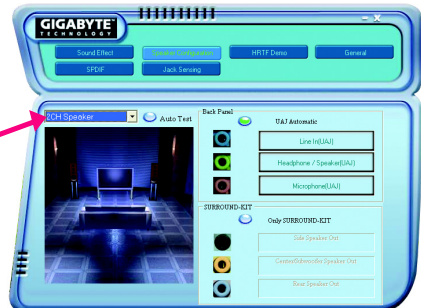 GIGABYTE™
TECHNOLOGY
Sound Effect
Speaker Configuration
HRTF Demo
General
SPDIF
Jack Sensing
2CH Speaker
Auto Test
Back Panel
UAJ Automatic
Line In(UAJ)
Headphone / Speaker(UAJ)
Microphone(UAJ)
SURROUND-KIT
Only SURROUND-KIT
Side Speaker Out
Center/Subwoofer Speaker Out
Rear Speaker Out